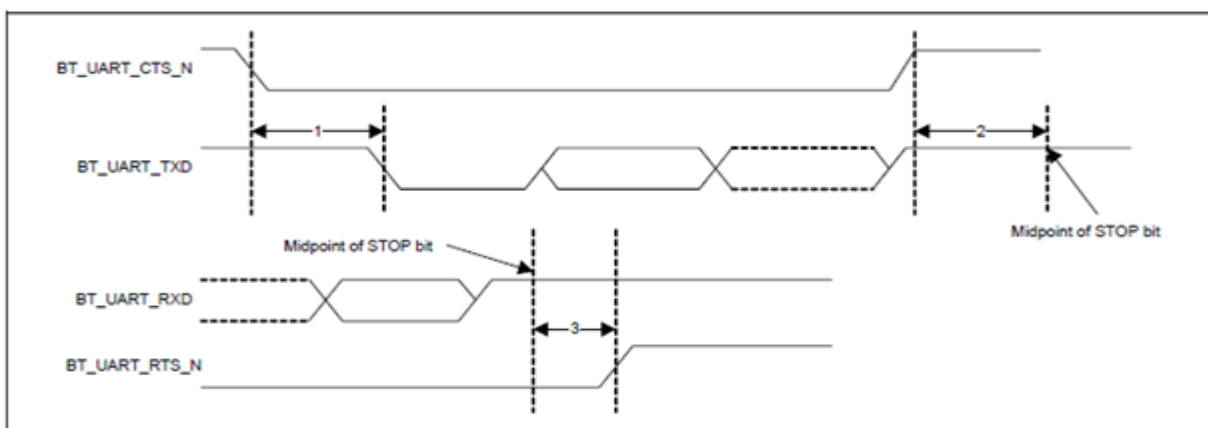 BT_UART_CTS_N
1
2
BT_UART_TXD
Midpoint of STOP bit
Midpoint of STOP bit
BT_UART_RXD
3
BT_UART_RTS_N